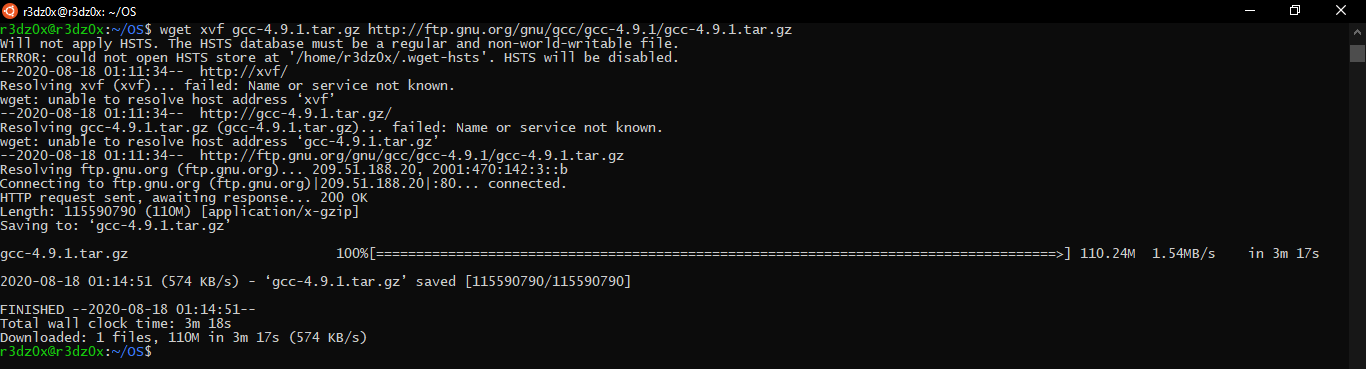 r3dz0x@r3dz0x: ~/OS
r3dz0x@r3dz0x:~/OS$ wget xvf gcc-4.9.1.tar.gz http://ftp.gnu.org/gnu/gcc/gcc-4.9.1/gcc-4.9.1.tar.gz
Will not apply HSTS. The HSTS database must be a regular and non-world-writable file.
ERROR: could not open HSTS store at '/home/r3dz0x/.wget-hsts'. HSTS will be disabled.
--2020-08-18 01:11:34--  http://xvf/
Resolving xvf (xvf)... failed: Name or service not known.
wget: unable to resolve host address ‘xvf’
--2020-08-18 01:11:34--  http://gcc-4.9.1.tar.gz/
Resolving gcc-4.9.1.tar.gz (gcc-4.9.1.tar.gz)... failed: Name or service not known.
wget: unable to resolve host address ‘gcc-4.9.1.tar.gz’
--2020-08-18 01:11:34--  http://ftp.gnu.org/gnu/gcc/gcc-4.9.1/gcc-4.9.1.tar.gz
Resolving ftp.gnu.org (ftp.gnu.org)... 209.51.188.20, 2001:470:142:3::b
Connecting to ftp.gnu.org (ftp.gnu.org)|209.51.188.20|:80... connected.
HTTP request sent, awaiting response... 200 OK
Length: 115590790 (110M) [application/x-gzip]
Saving to: ‘gcc-4.9.1.tar.gz’
gcc-4.9.1.tar.gz 100%[=====================================================================================>] 110.24M 1.54MB/s in 3m 17s
2020-08-18 01:14:51 (574 KB/s) - ‘gcc-4.9.1.tar.gz’ saved [115590790/115590790]
FINISHED --2020-08-18 01:14:51--
Total wall clock time: 3m 18s
Downloaded: 1 files, 110M in 3m 17s (574 KB/s)
r3dz0x@r3dz0x:~/OS$